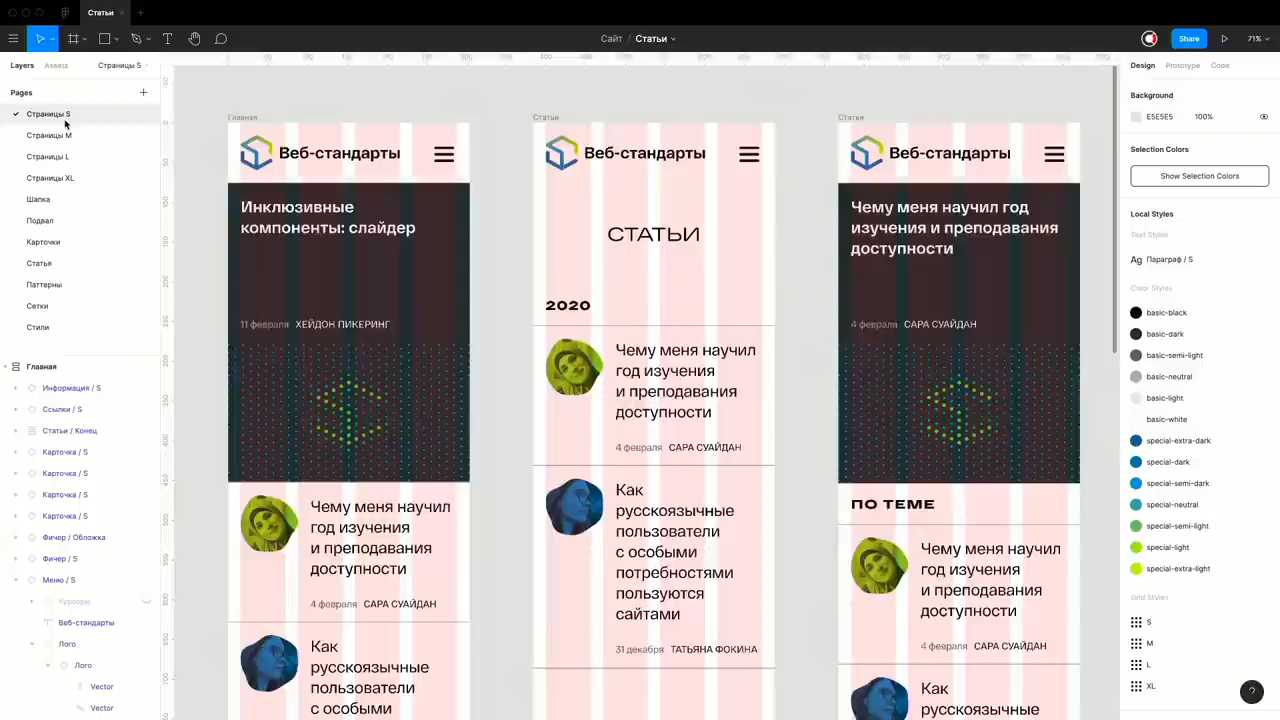 Статьи
Сайт / Статьи
Share
71%
Layers
Assets
Страницы S
Design
Prototype
Code
Pages
Страницы S
Страницы M
Страницы L
Страницы XL
Шапка
Подвал
Карточки
Статья
Паттерны
Сетки
Стили
Главная
Информация / S
Ссылки / S
Статьи / Конец
Карточка / S
Карточка / S
Карточка / S
Карточка / S
Фичер / Обложка
Фичер / S
Меню / S
Курсоры
Веб-стандарты
Лого
Лого
Vector
Vector
Главная
Веб-стандарты
Инклюзивные
компоненты: слайдер
11 февраля ХЕЙДОН ПИКЕРИНГ
Чему меня научил
год изучения
и преподавания
доступности
4 февраля САРА СУАЙДАН
Как
русскоязычные
пользователи
с особыми
Статьи
Веб-стандарты
СТАТЬИ
2020
Чему меня научил
год изучения
и преподавания
доступности
4 февраля САРА СУАЙДАН
Как
русскоязычные
пользователи
с особыми
потребностями
пользуются
сайтами
31 декабря ТАТЬЯНА ФОКИНА
Статья
Веб-стандарты
Чему меня научил год
изучения и преподавания
доступности
4 февраля САРА СУАЙДАН
ПО ТЕМЕ
Чему меня научил
год изучения
и преподавания
доступности
4 февраля САРА СУАЙДАН
Как
русскоязычные
Background
E5E5E5 100%
Selection Colors
Show Selection Colors
Local Styles
Text Styles
Ag Параграф / S
Color Styles
basic-black
basic-dark
basic-semi-light
basic-neutral
basic-light
basic-white
special-extra-dark
special-dark
special-semi-dark
special-neutral
special-semi-light
special-light
special-extra-light
Grid Styles
S
M
L
XL
?